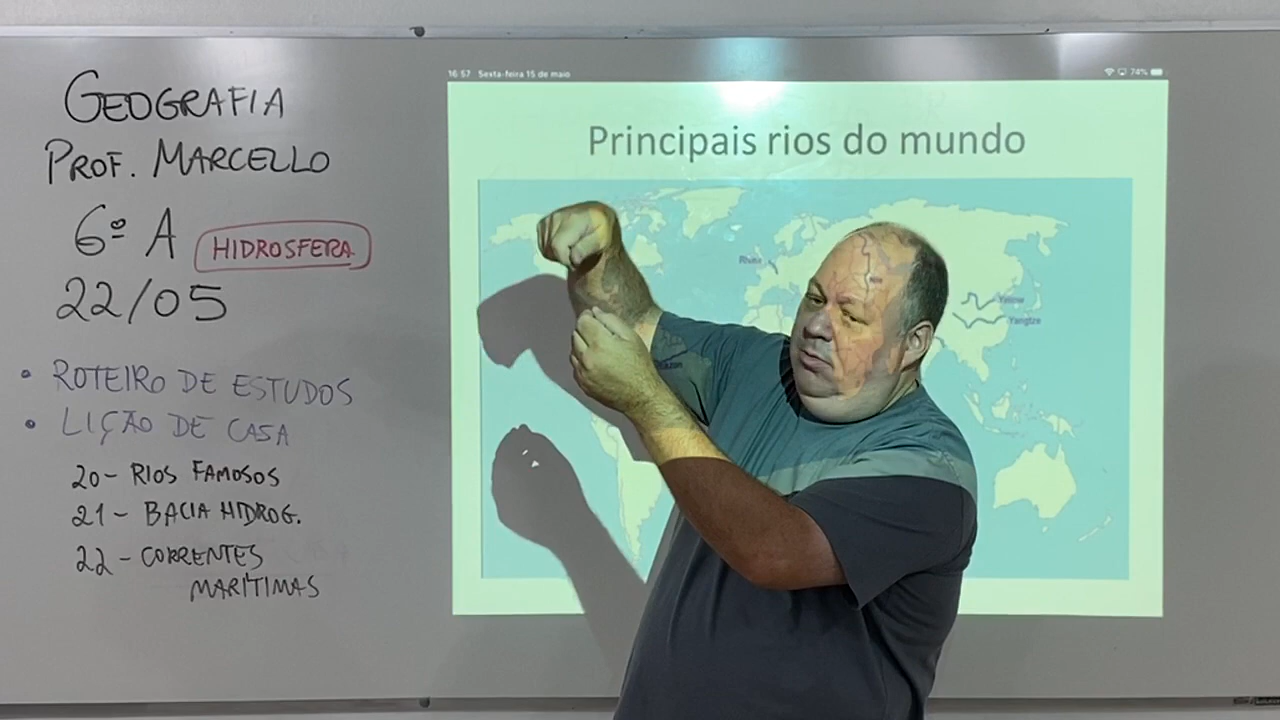 GEOGRAFIA
PROF. MARCELLO
6º A HIDROSFERA
22/05
• ROTEIRO DE ESTUDOS
• LIÇÃO DE CASA
20- RIOS FAMOSOS
21- BACIA HIDROG.
22- CORRENTES
MARÍTIMAS
16:57 Sexta-feira 15 de maio
74%
Principais rios do mundo
Rhine
Yellow
Yangtze